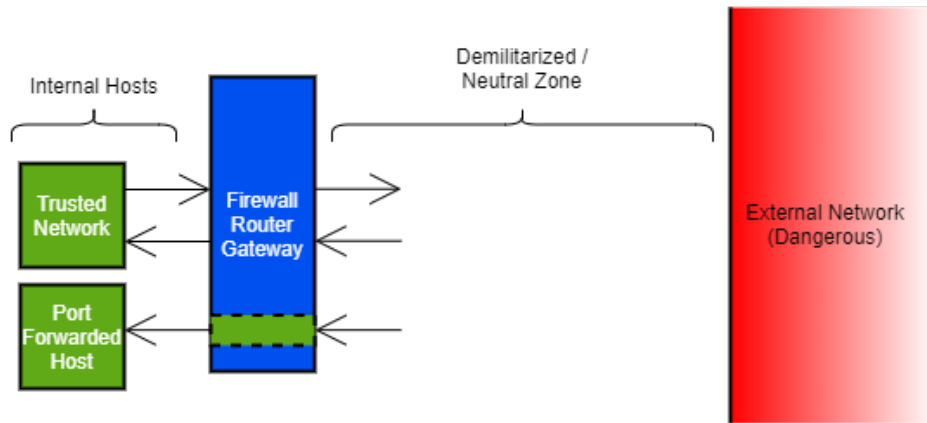 Demilitarized /
Neutral Zone
Internal Hosts
Trusted
Network
Firewall
Router
Gateway
External Network
(Dangerous)
Port
Forwarded
Host